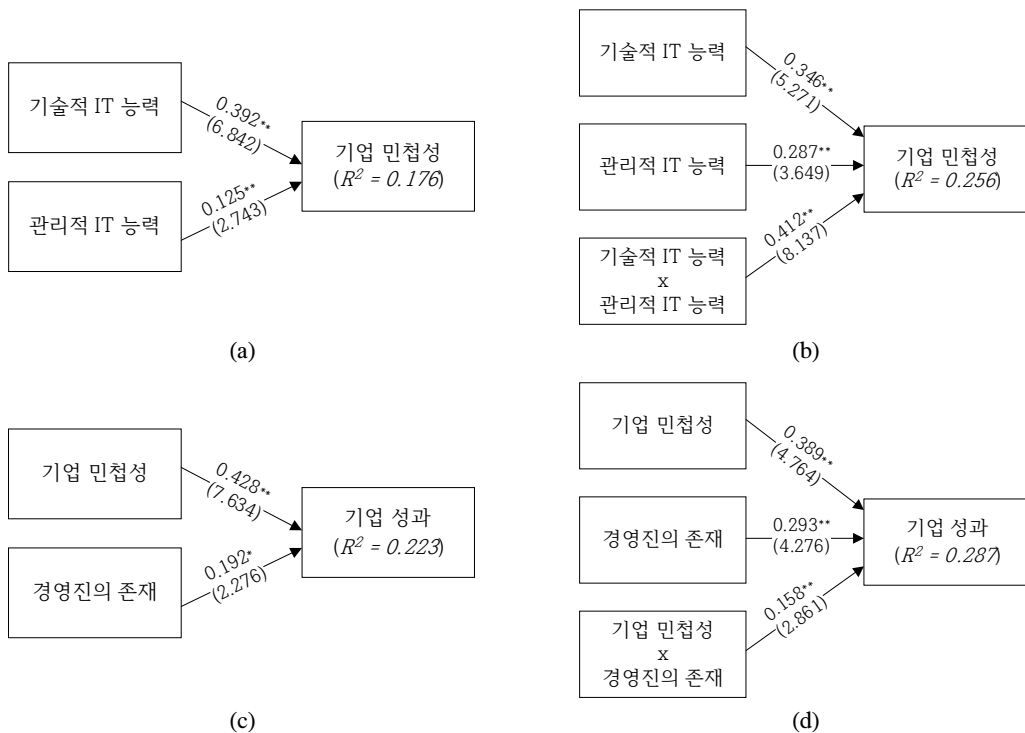 기술적 IT 능력
관리적 IT 능력
0.392**
(6.842)
0.125**
(2.743)
기업 민첩성
(R² = 0.176)
(a)
기술적 IT 능력
관리적 IT 능력
기술적 IT 능력
x
관리적 IT 능력
0.346**
(5.271)
0.287**
(3.649)
0.412**
(8.137)
기업 민첩성
(R² = 0.256)
(b)
기업 민첩성
경영진의 존재
0.428**
(7.634)
0.192*
(2.276)
기업 성과
(R² = 0.223)
(c)
기업 민첩성
경영진의 존재
기업 민첩성
x
경영진의 존재
0.389**
(4.764)
0.293**
(4.276)
0.158**
(2.861)
기업 성과
(R² = 0.287)
(d)